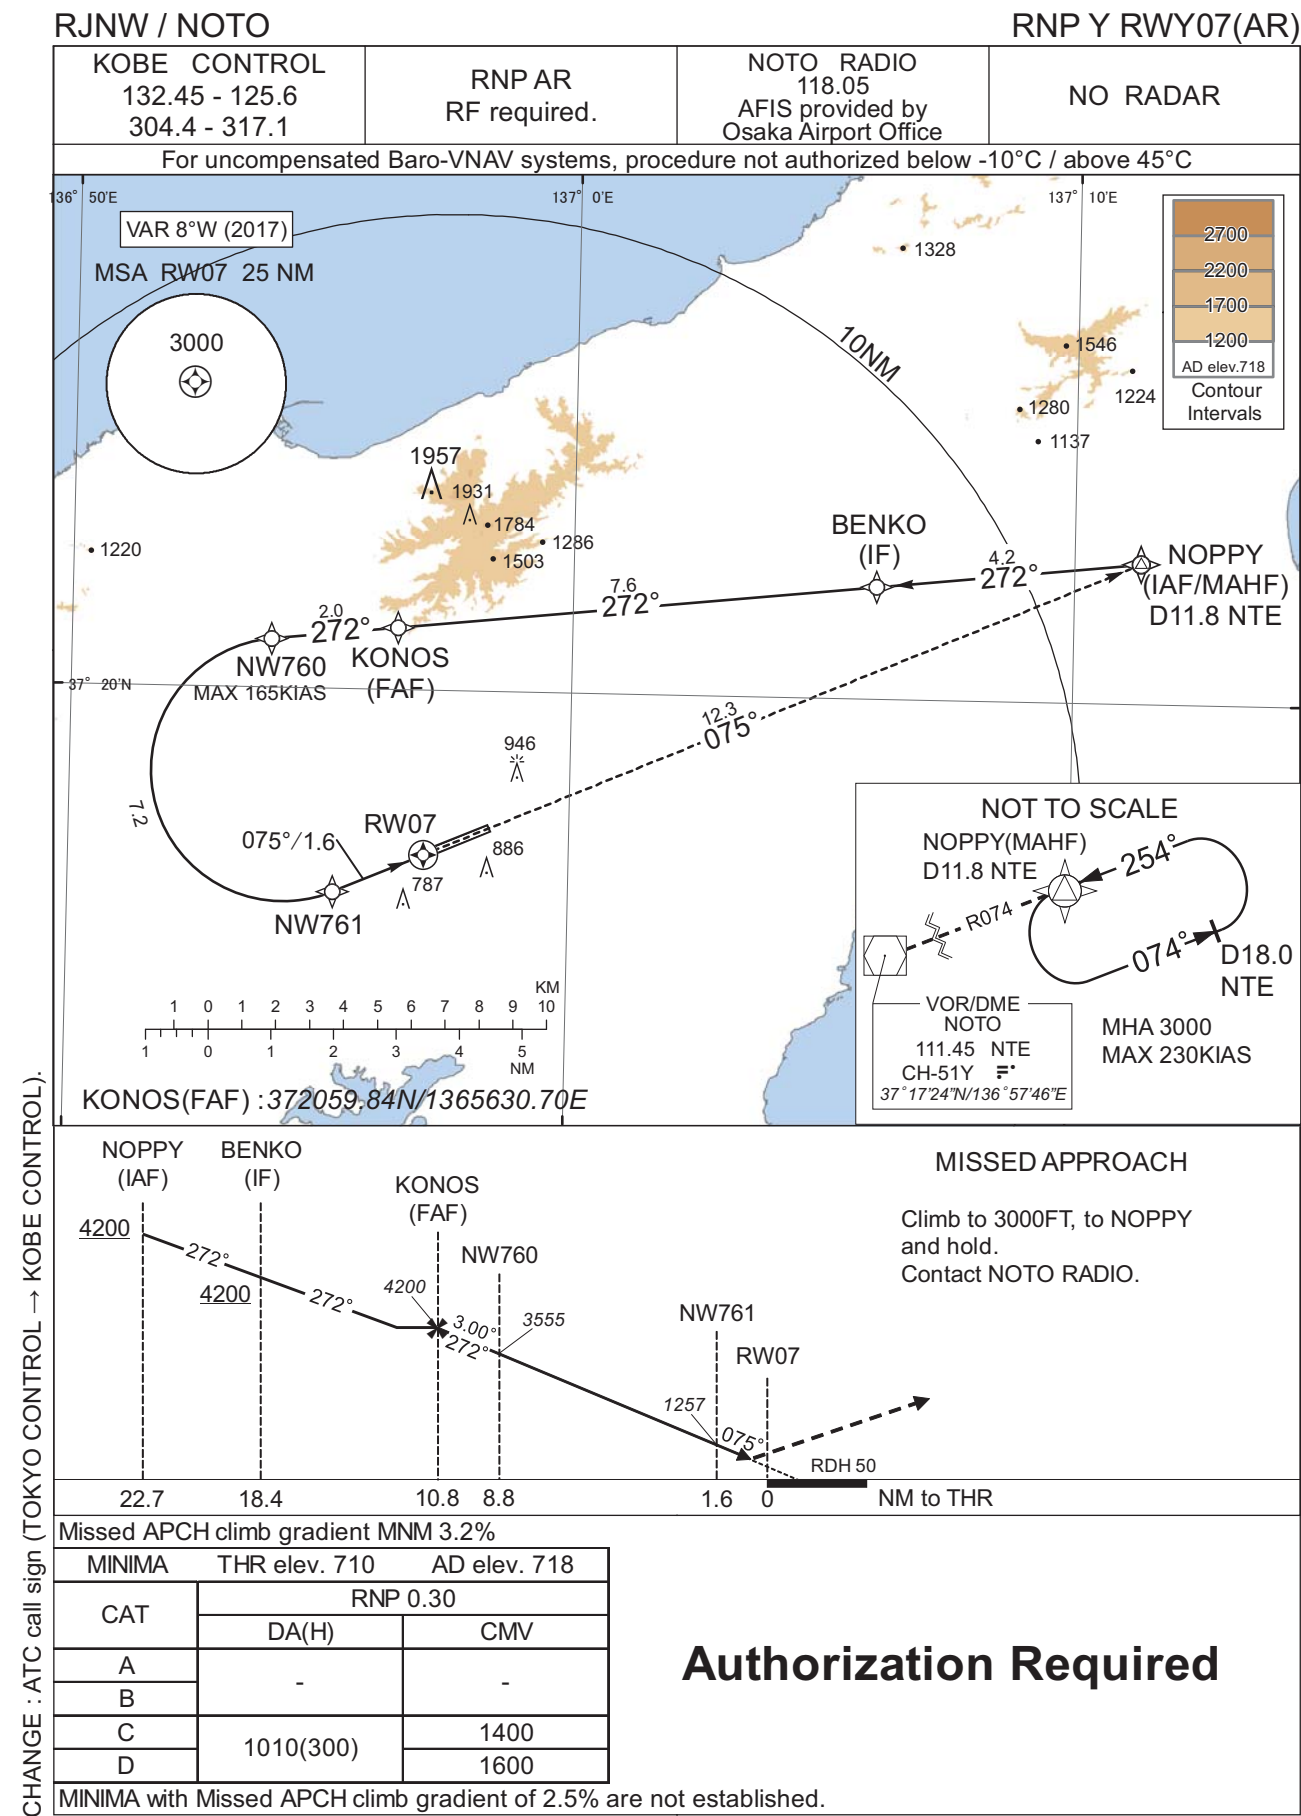 RJNW / NOTO
RNP Y RWY07(AR)
KOBE CONTROL
132.45 - 125.6
304.4 - 317.1
RNP AR
RF required.
NOTO RADIO
118.05
AFIS provided by
Osaka Airport Office
NO RADAR
For uncompensated Baro-VNAV systems, procedure not authorized below -10°C / above 45°C
136° 50'E
137° 0'E
137° 10'E
VAR 8°W (2017)
MSA RW07 25 NM
3000
2700
2200
1700
1200
AD elev.718
Contour
Intervals
1328
10NM
1546
1224
1280
1137
1957
1931
1784
1286
1503
1220
BENKO
(IF)
NOPPY
(IAF/MAHF)
D11.8 NTE
4.2
272°
7.6
272°
2.0
272°
NW760
MAX 165KIAS
KONOS
(FAF)
37° 20'N
12.3
075°
946
7.2
RW07
075°/1.6
886
787
NW761
NOT TO SCALE
NOPPY(MAHF)
D11.8 NTE
254°
R074
074°
D18.0
NTE
VOR/DME
NOTO
111.45 NTE
CH-51Y
37°17'24"N/136°57'46"E
MHA 3000
MAX 230KIAS
KM
1 0 1 2 3 4 5 6 7 8 9 10
1 0 1 2 3 4 5
NM
KONOS(FAF) :372059.84N/1365630.70E
NOPPY
(IAF)
BENKO
(IF)
KONOS
(FAF)
NW760
NW761
RW07
4200
272°
4200
272°
4200
3.00°
272°
3555
1257
075°
RDH 50
22.7 18.4 10.8 8.8 1.6 0 NM to THR
MISSED APPROACH
Climb to 3000FT, to NOPPY
and hold.
Contact NOTO RADIO.
Missed APCH climb gradient MNM 3.2%
MINIMA THR elev. 710 AD elev. 718
CAT
RNP 0.30
DA(H) CMV
A
B
- -
C
D
1010(300)
1400
1600
MINIMA with Missed APCH climb gradient of 2.5% are not established.
Authorization Required
CHANGE : ATC call sign (TOKYO CONTROL → KOBE CONTROL).